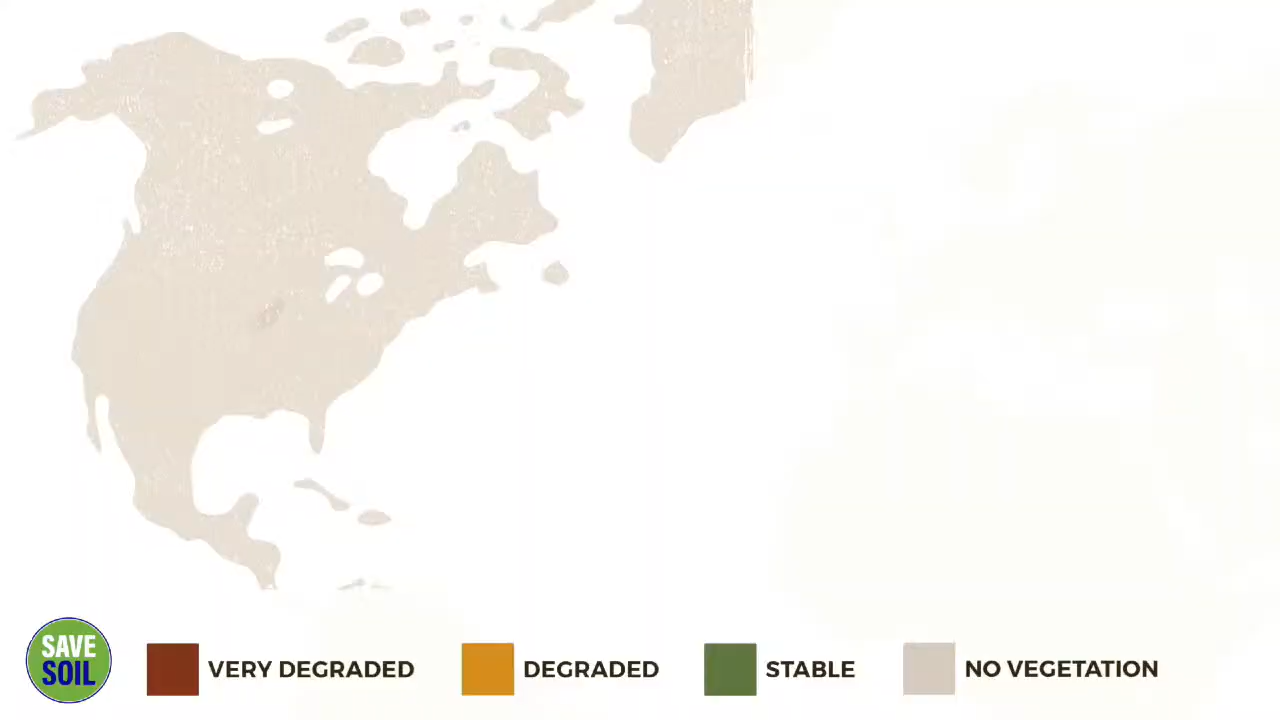 SAVE
SOIL
VERY DEGRADED
DEGRADED
STABLE
NO VEGETATION